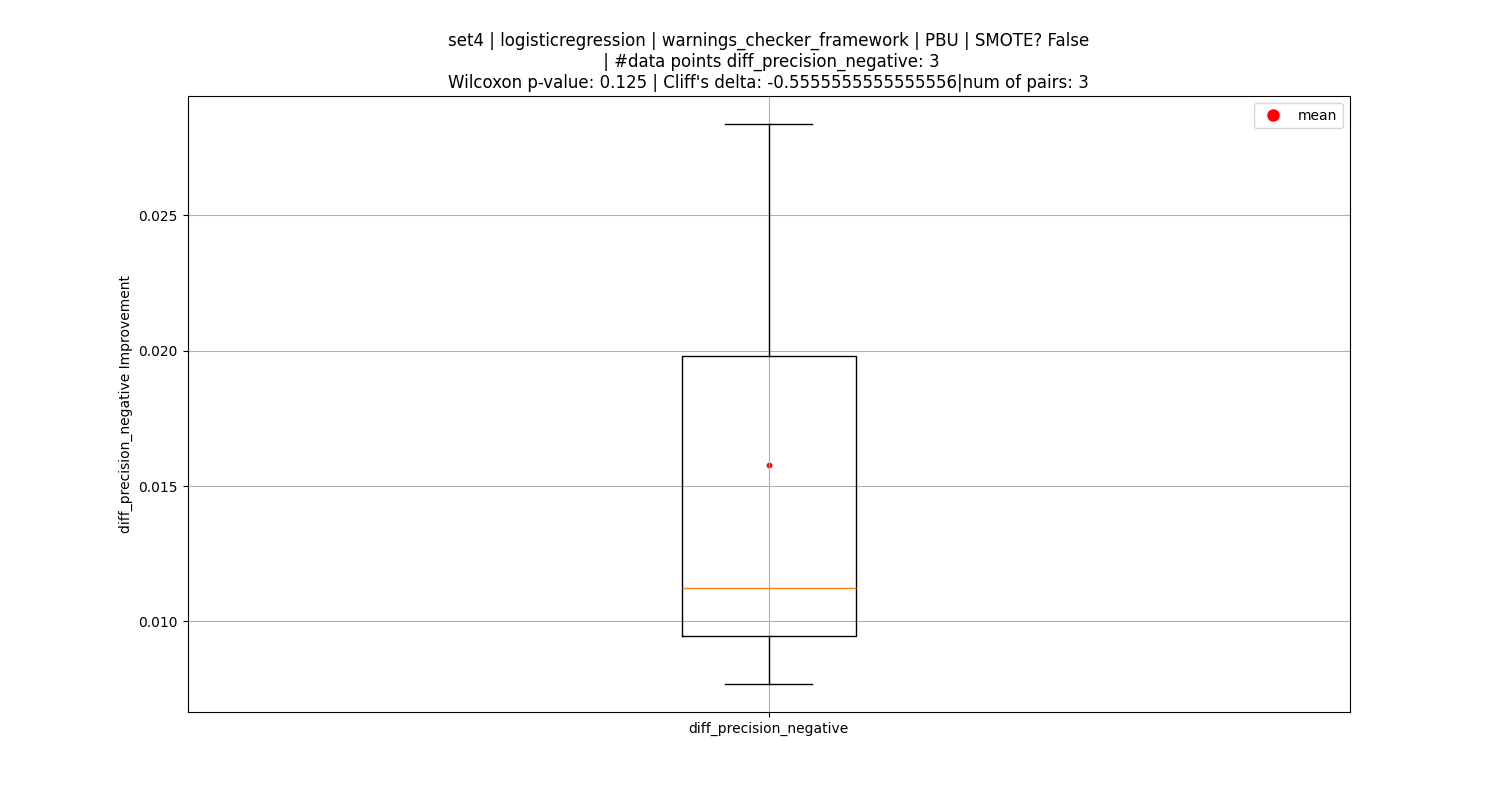 set4 | logisticregression | warnings_checker_framework | PBU | SMOTE? False
| #data points diff_precision_negative: 3
Wilcoxon p-value: 0.125 | Cliff's delta: -0.5555555555555556|num of pairs: 3
mean
0.025
0.020
0.015
0.010
diff_precision_negative Improvement
diff_precision_negative